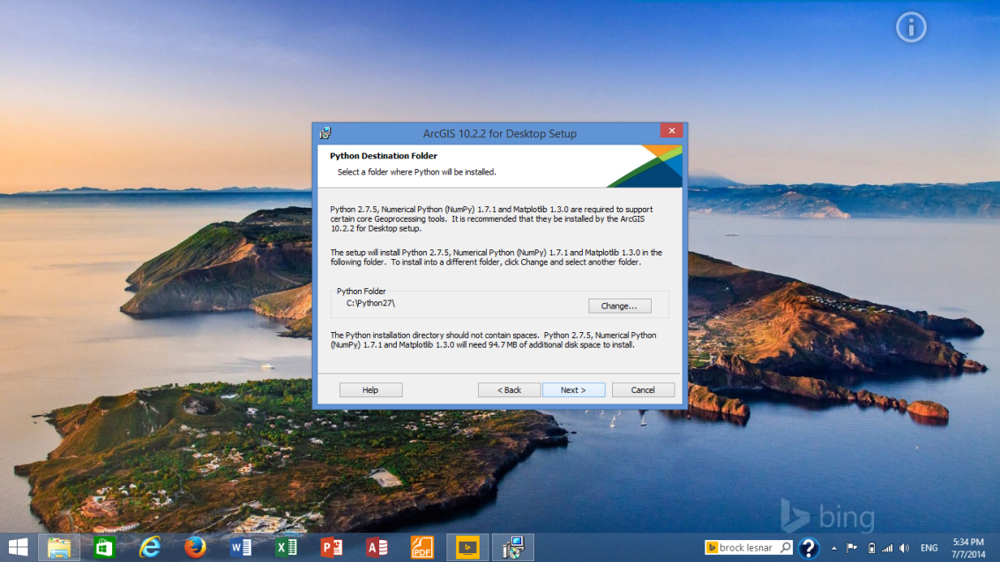 ArcGIS 10.2.2 for Desktop Setup
Python Destination Folder
Select a folder where Python will be installed.
Python 2.7.5, Numerical Python (NumPy) 1.7.1 and Matplotlib 1.3.0 are required to support
certain core Geoprocessing tools. It is recommended that they be installed by the ArcGIS
10.2.2 for Desktop setup.
The setup will install Python 2.7.5, Numerical Python (NumPy) 1.7.1 and Matplotlib 1.3.0 in the
following folder. To install into a different folder, click Change and select another folder.
Python Folder
C:\Python27\
Change...
The Python installation directory should not contain spaces. Python 2.7.5, Numerical Python
(NumPy) 1.7.1 and Matplotlib 1.3.0 will need 94.7 MB of additional disk space to install.
Help
< Back
Next >
Cancel
bing
PDF
brock lesnar
ENG
5:34 PM
7/7/2014